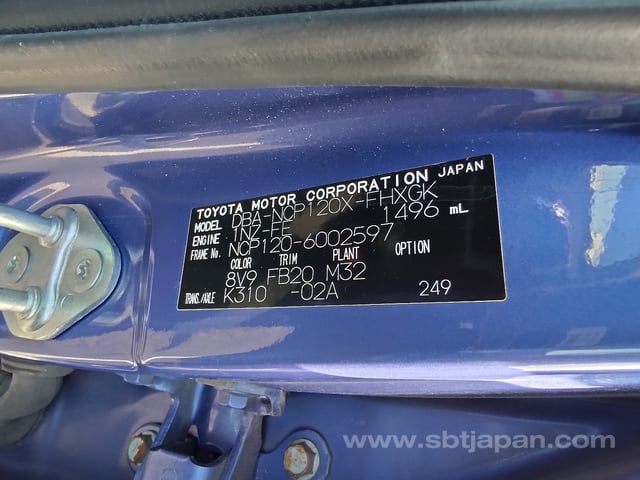 TOYOTA MOTOR CORPORATION JAPAN
MODEL DBA-NCP120X-FHXGK
ENGINE 1NZ-FE 1496 mL
FRAME No. NCP120-6002597
COLOR TRIM PLANT OPTION
8V9 FB20 M32
TRANS./AXLE K310 -02A 249
www.sbtjapan.com